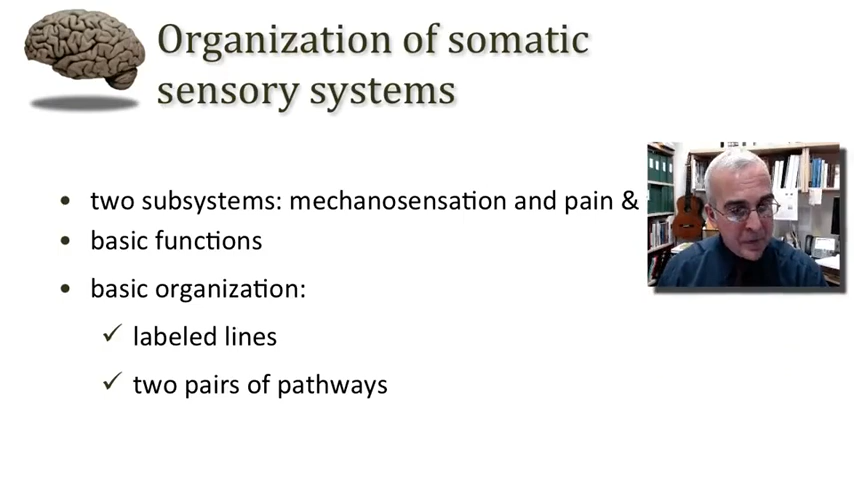 Organization of somatic
sensory systems
• two subsystems: mechanosensation and pain &
• basic functions
• basic organization:
✓ labeled lines
✓ two pairs of pathways